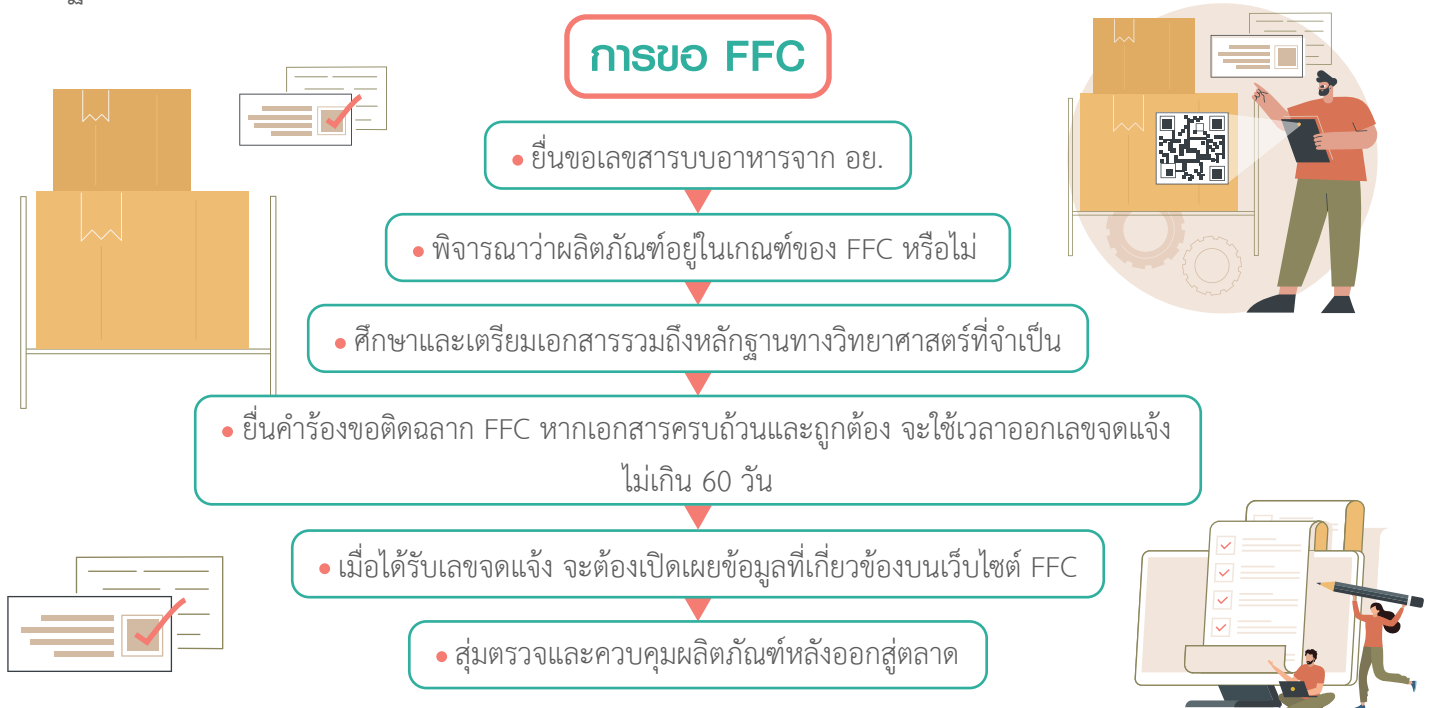 การขอ FFC
• ยื่นขอเลขสารบบอาหารจาก อย.
• พิจารณาว่าผลิตภัณฑ์อยู่ในเกณฑ์ของ FFC หรือไม่
• ศึกษาและเตรียมเอกสารรวมถึงหลักฐานทางวิทยาศาสตร์ที่จำเป็น
• ยื่นคำร้องขอติดฉลาก FFC หากเอกสารครบถ้วนและถูกต้อง จะใช้เวลาออกเลขจดแจ้ง
ไม่เกิน 60 วัน
• เมื่อได้รับเลขจดแจ้ง จะต้องเปิดเผยข้อมูลที่เกี่ยวข้องบนเว็บไซต์ FFC
• สุ่มตรวจและควบคุมผลิตภัณฑ์หลังออกสู่ตลาด